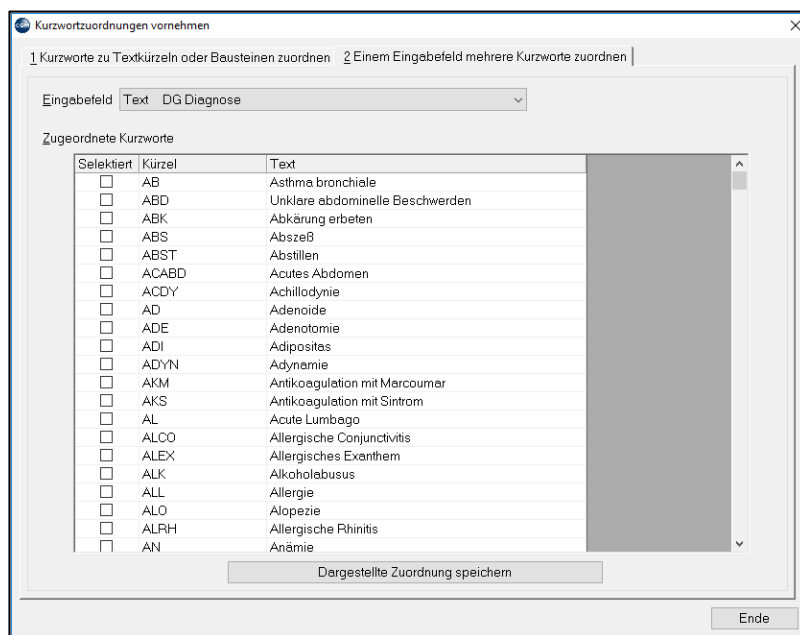 CGM Kurzwortzuordnungen vornehmen
1 Kurzworte zu Textkürzeln oder Bausteinen zuordnen 2 Einem Eingabefeld mehrere Kurzworte zuordnen
Eingabefeld Text DG Diagnose
Zugeordnete Kurzworte
Selektiert Kürzel Text
AB Asthma bronchiale
ABD Unklare abdominelle Beschwerden
ABK Abkärung erbeten
ABS Abszeß
ABST Abstillen
ACABD Acutes Abdomen
ACDY Achillodynie
AD Adenoide
ADE Adenotomie
ADI Adipositas
ADYN Adynamie
AKM Antikoagulation mit Marcoumar
AKS Antikoagulation mit Sintrom
AL Acute Lumbago
ALCO Allergische Conjunctivitis
ALEX Allergisches Exanthem
ALK Alkoholabusus
ALL Allergie
ALO Alopezie
ALRH Allergische Rhinitis
AN Anämie
Dargestellte Zuordnung speichern
Ende